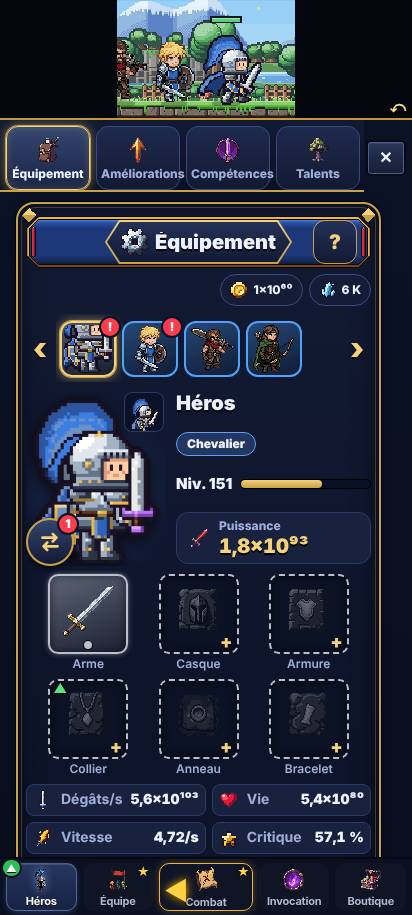 Équipement
Améliorations
Compétences
Talents
×
Équipement
?
1×10⁶⁰
6 K
!
!
Héros
Chevalier
Niv. 151
1
Puissance
1,8×10⁹³
Arme
Casque
Armure
Collier
Anneau
Bracelet
Dégâts/s 5,6×10¹⁰³
Vie 5,4×10⁸⁰
Vitesse 4,72/s
Critique 57,1 %
Héros
Équipe
Combat
Invocation
Boutique